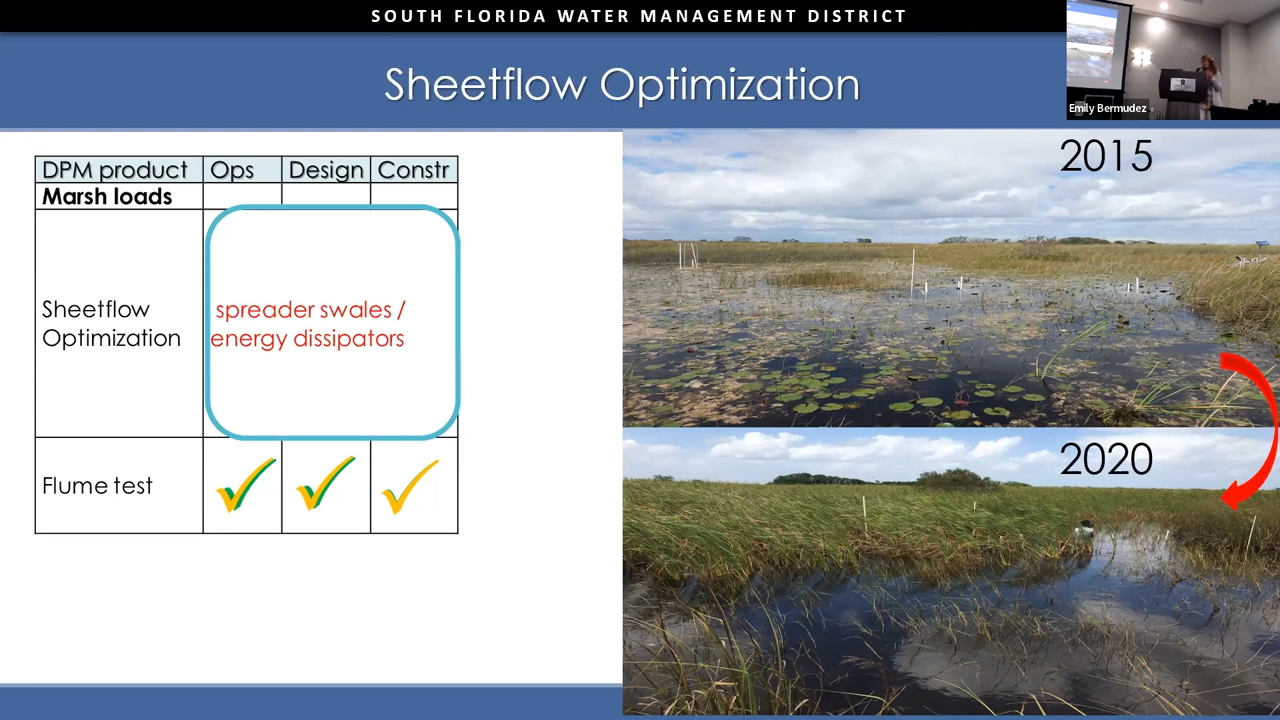 SOUTH FLORIDA WATER MANAGEMENT DISTRICT
Emily Bermudez
Sheetflow Optimization
DPM product Ops Design Constr
Marsh loads
Sheetflow
Optimization
spreader swales /
energy dissipators
Flume test
2015
2020